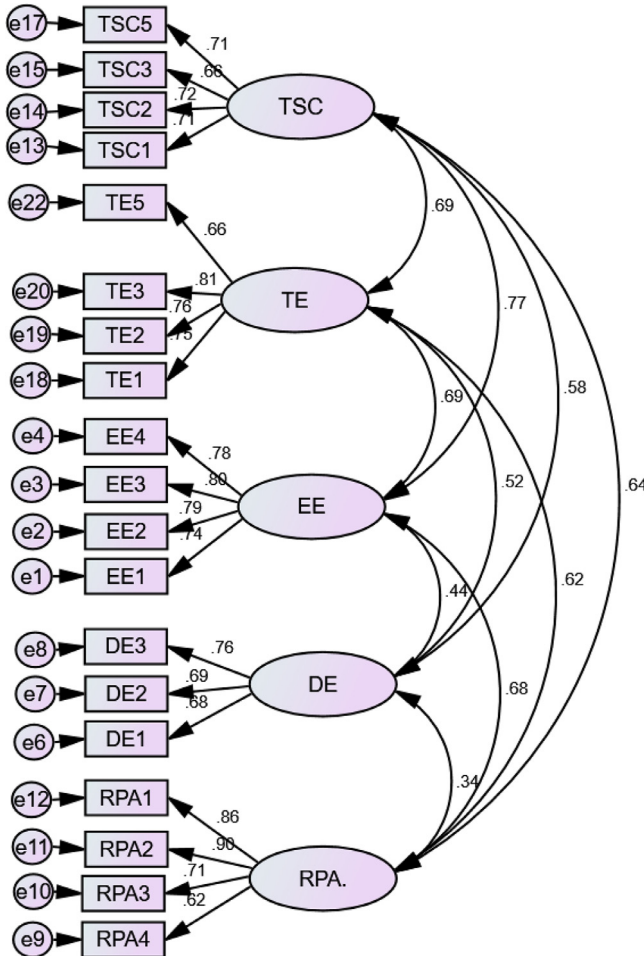 e17 TSC5 .71
e15 TSC3 .66
e14 TSC2 .72 TSC
e13 TSC1 .71
e22 TE5
.69
.66
e20 TE3 .81
TE
e19 TE2 .76
.77
e18 TE1 .75
.58
.69
e4 EE4 .78
e3 EE3 .80
.52
.64
EE
e2 EE2 .79
e1 EE1 .74
.44
.62
e8 DE3 .76
e7 DE2 .69
DE
.68
e6 DE1 .68
.34
e12 RPA1 .86
e11 RPA2 .90
RPA.
e10 RPA3 .71
e9 RPA4 .62